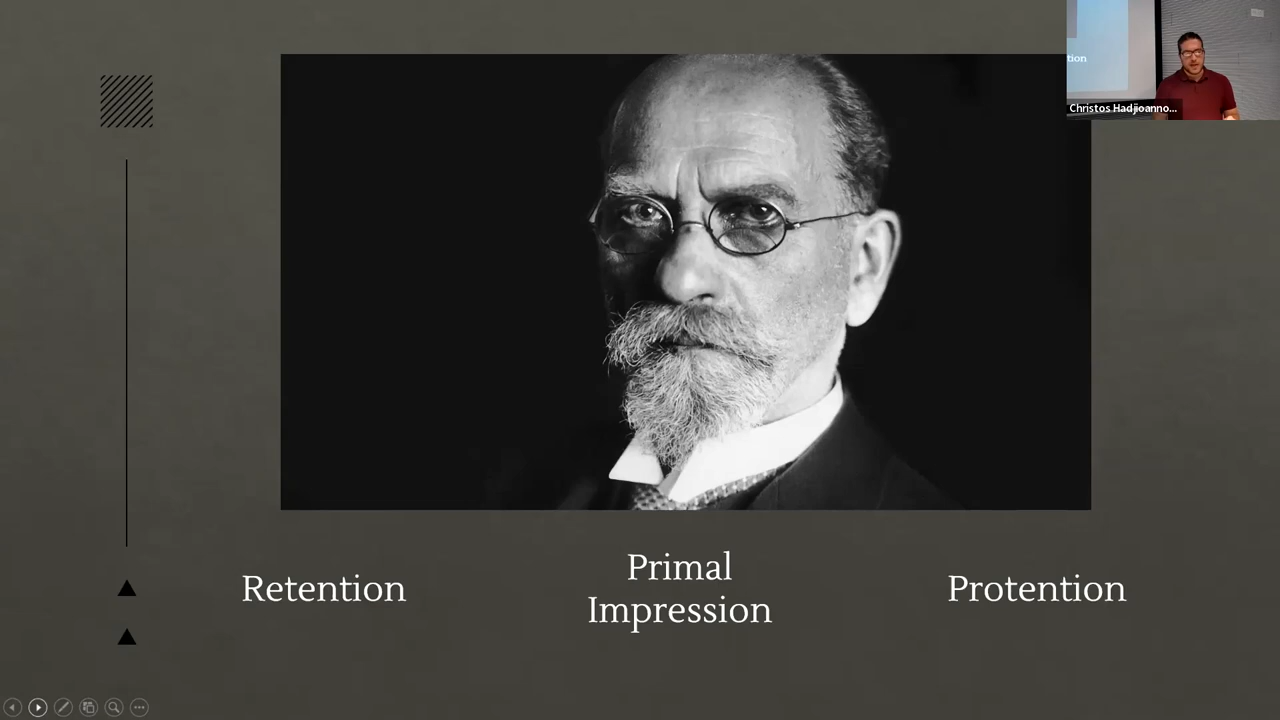 tion
Christos Hadjioanno...
Retention
Primal
Impression
Protention